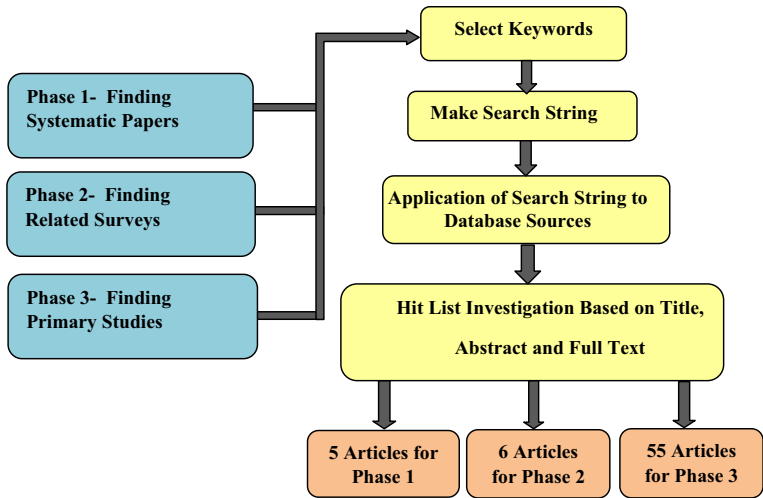 Select Keywords
Phase 1- Finding
Systematic Papers
Make Search String
Phase 2- Finding
Related Surveys
Application of Search String to
Database Sources
Phase 3- Finding
Primary Studies
Hit List Investigation Based on Title,
Abstract and Full Text
5 Articles for
Phase 1
6 Articles
for Phase 2
55 Articles
for Phase 3